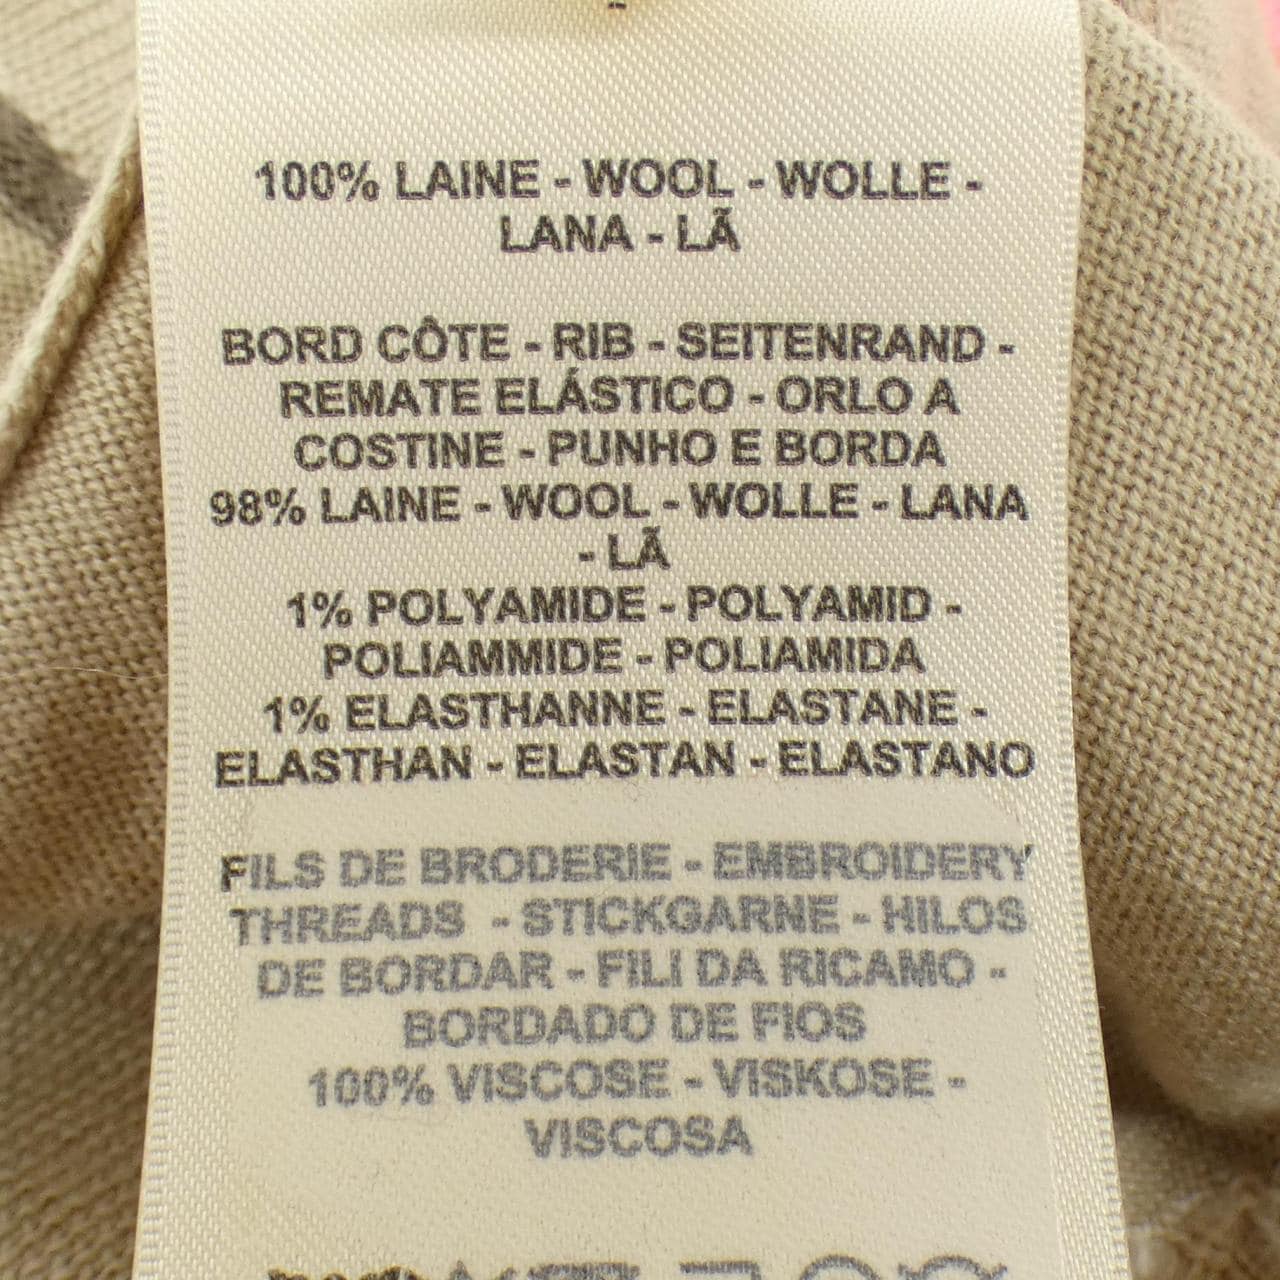 100% LAINE - WOOL - WOLLE -
LANA - LÃ
BORD CÔTE - RIB - SEITENRAND -
REMATE ELÁSTICO - ORLO A
COSTINE - PUNHO E BORDA
98% LAINE - WOOL - WOLLE - LANA
- LÃ
1% POLYAMIDE - POLYAMID -
POLIAMMIDE - POLIAMIDA
1% ELASTHANNE - ELASTANE -
ELASTHAN - ELASTAN - ELASTANO
FILS DE BRODERIE - EMBROIDERY
THREADS - STICKGARNE - HILOS
DE BORDAR - FILI DA RICAMO -
BORDADO DE FIOS
100% VISCOSE - VISKOSE -
VISCOSA